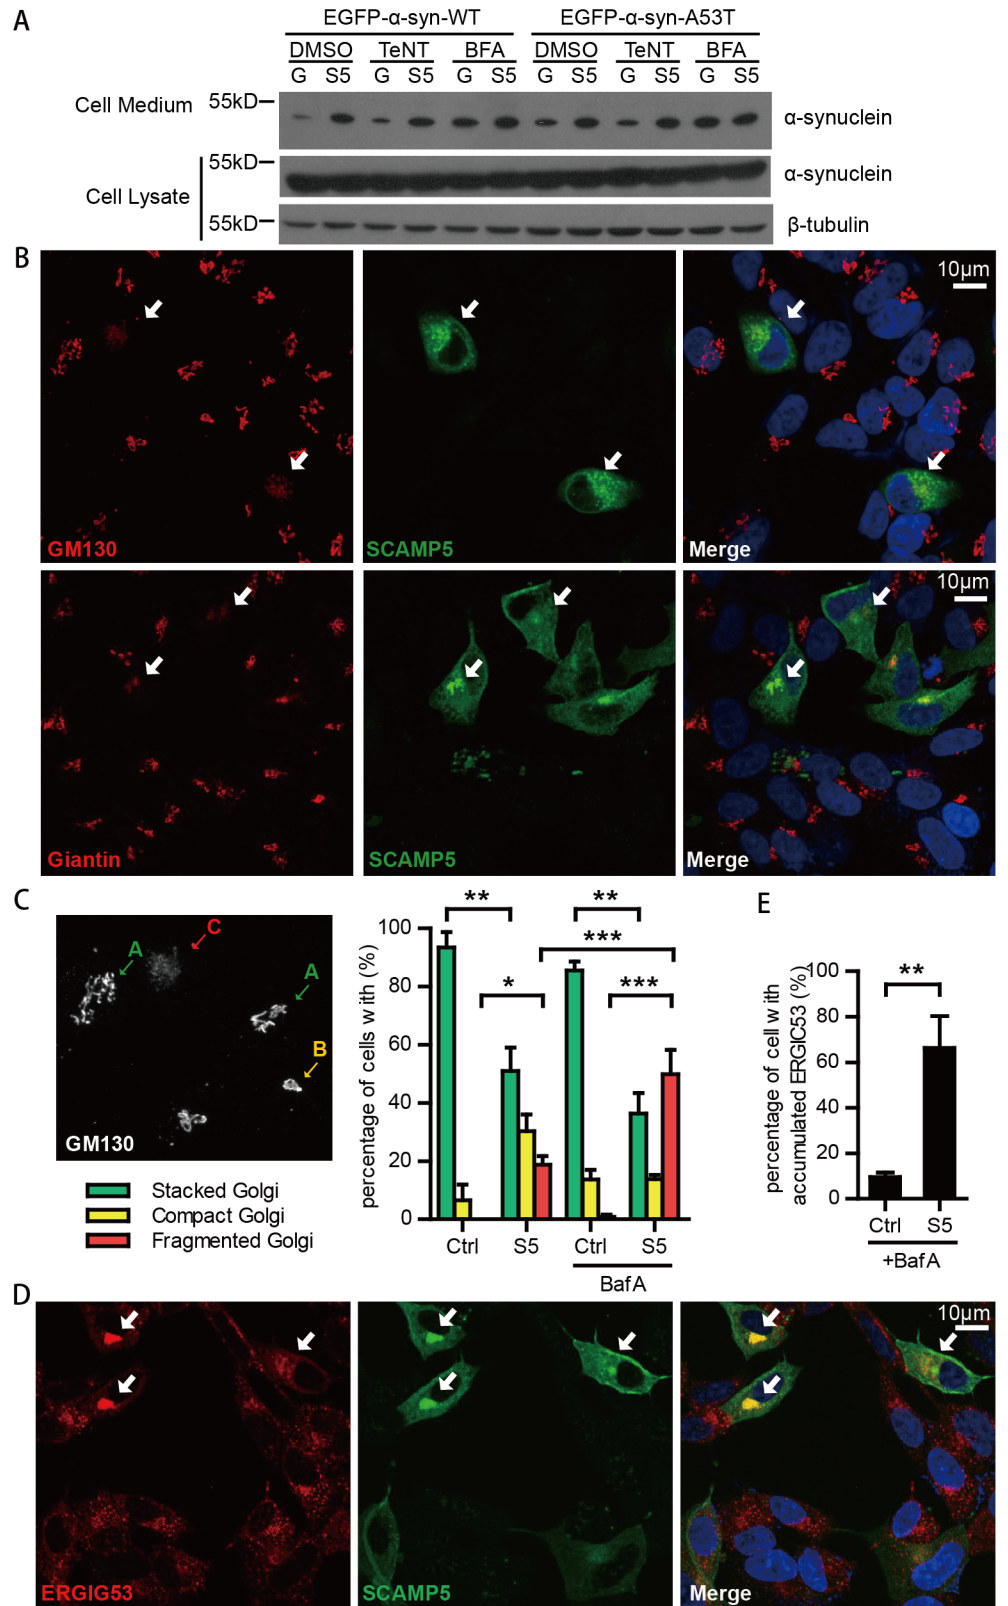 A
EGFP-α-syn-WT EGFP-α-syn-A53T
DMSO TeNT BFA DMSO TeNT BFA
G S5 G S5 G S5 G S5 G S5 G S5
Cell Medium 55kD α-synuclein
55kD α-synuclein
Cell Lysate
55kD β-tubulin
B
10μm
GM130 SCAMP5 Merge
10μm
Giantin SCAMP5 Merge
C
A C A B
GM130
Stacked Golgi
Compact Golgi
Fragmented Golgi
percentage of cells with (%)
100
80
60
40
20
0
** ** *** * ***
Ctrl S5 Ctrl S5
BafA
E
percentage of cell with
accumulated ERGIC53 (%)
100
80
60
40
20
0
**
Ctrl S5
+BafA
D
10μm
ERGIG53 SCAMP5 Merge